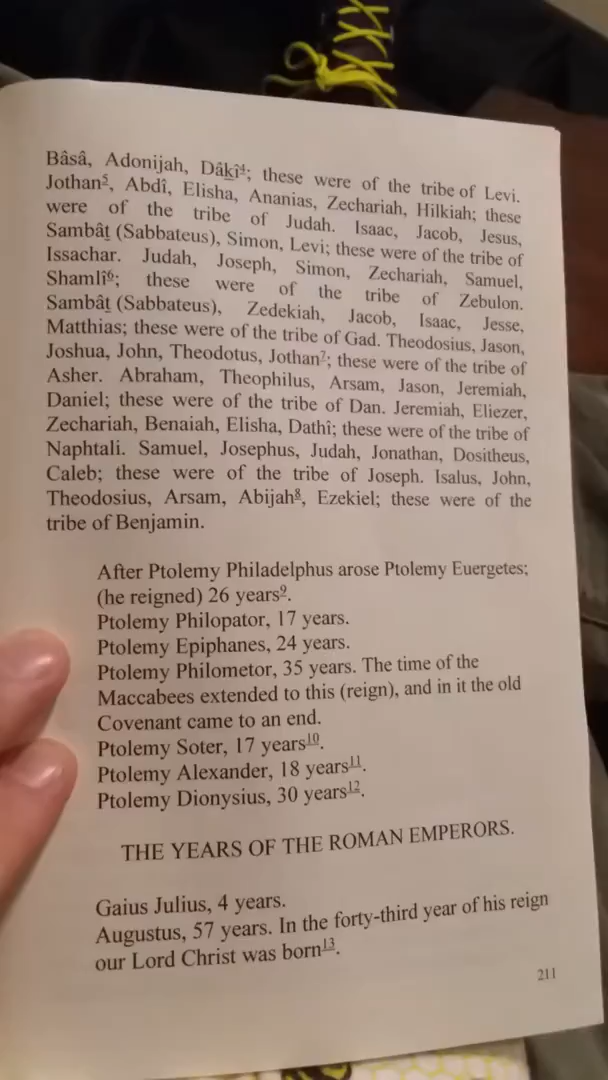 Bâsâ, Adonijah, Dâḵî⁴; these were of the tribe of Levi.
Jothan⁵, Abdî, Elisha, Ananias, Zechariah, Hilkiah; these
were of the tribe of Judah. Isaac, Jacob, Jesus,
Sambâṯ (Sabbateus), Simon, Levi; these were of the tribe of
Issachar. Judah, Joseph, Simon, Zechariah, Samuel,
Shamlî⁶; these were of the tribe of Zebulon.
Sambâṯ (Sabbateus), Zedekiah, Jacob, Isaac, Jesse,
Matthias; these were of the tribe of Gad. Theodosius, Jason,
Joshua, John, Theodotus, Jothan⁷; these were of the tribe of
Asher. Abraham, Theophilus, Arsam, Jason, Jeremiah,
Daniel; these were of the tribe of Dan. Jeremiah, Eliezer,
Zechariah, Benaiah, Elisha, Dathî; these were of the tribe of
Naphtali. Samuel, Josephus, Judah, Jonathan, Dositheus,
Caleb; these were of the tribe of Joseph. Isalus, John,
Theodosius, Arsam, Abijah⁸, Ezekiel; these were of the
tribe of Benjamin.
After Ptolemy Philadelphus arose Ptolemy Euergetes;
(he reigned) 26 years⁹.
Ptolemy Philopator, 17 years.
Ptolemy Epiphanes, 24 years.
Ptolemy Philometor, 35 years. The time of the
Maccabees extended to this (reign), and in it the old
Covenant came to an end.
Ptolemy Soter, 17 years¹⁰.
Ptolemy Alexander, 18 years¹¹.
Ptolemy Dionysius, 30 years¹².
THE YEARS OF THE ROMAN EMPERORS.
Gaius Julius, 4 years.
Augustus, 57 years. In the forty-third year of his reign
our Lord Christ was born¹³.
211